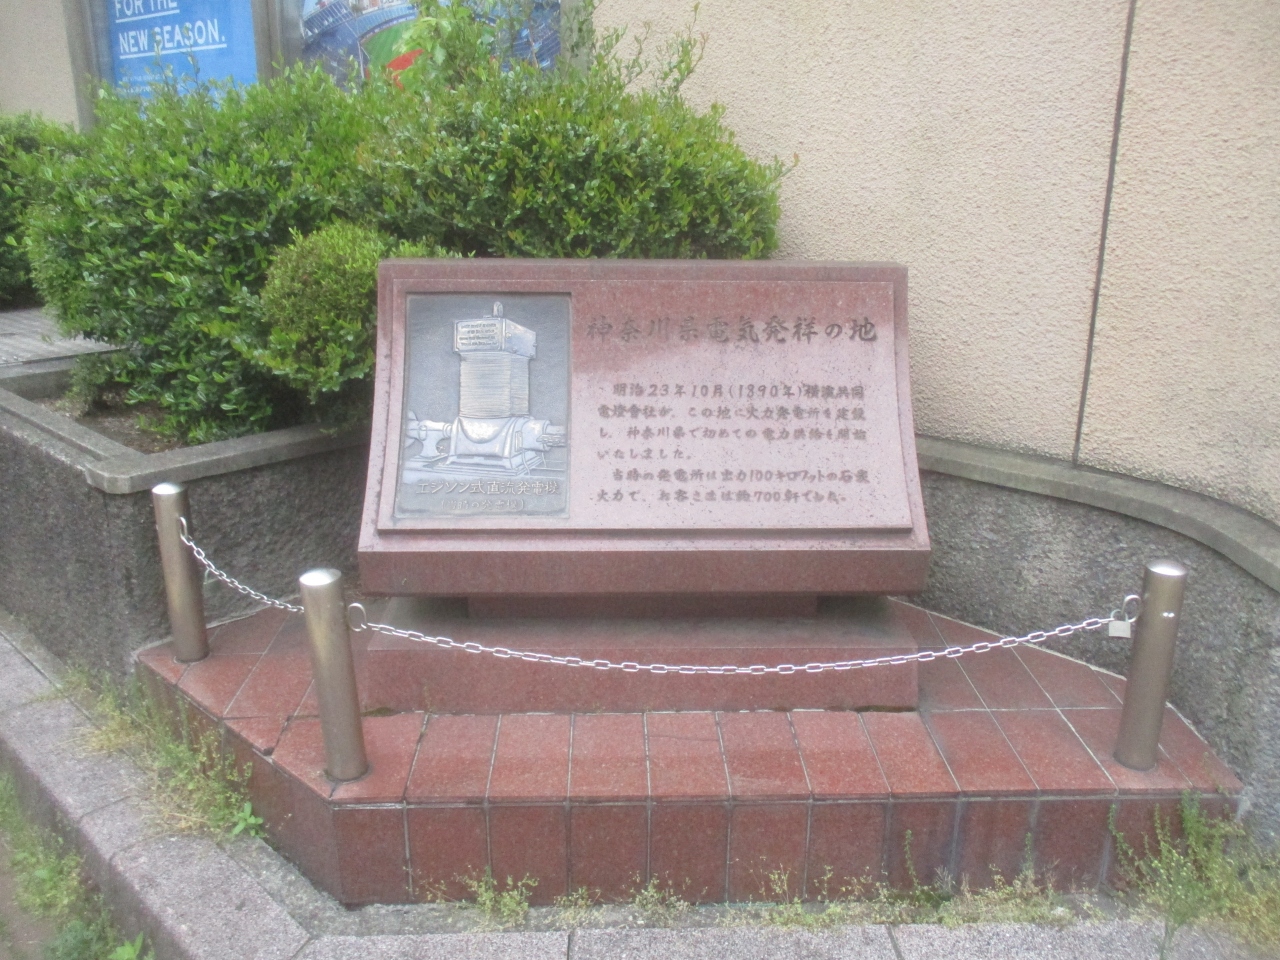 FOR THE
NEW SEASON.
神奈川県電気発祥の地
明治23年10月(1890年)横濱共同
電燈會社が、この地に火力発電所を建設
し、神奈川県で初めての電力供給を開始
いたしました。
当時の発電所は出力100キロワットの石炭
火力で、お客さまは約700軒でした。
エジソン式直流発電機